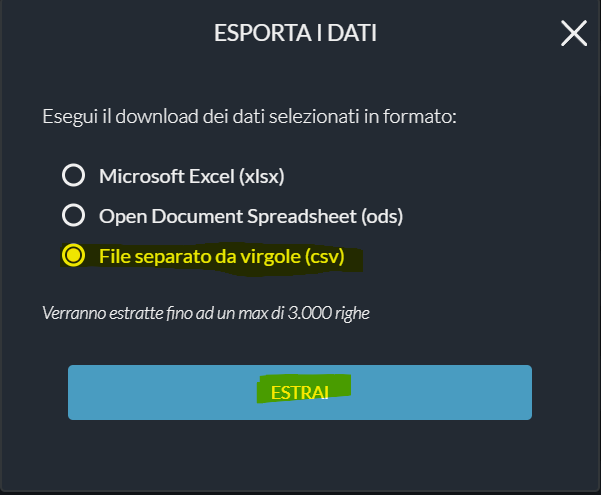 ESPORTA I DATI
Esegui il download dei dati selezionati in formato:
Microsoft Excel (xlsx)
Open Document Spreadsheet (ods)
File separato da virgole (csv)
Verranno estratte fino ad un max di 3.000 righe
ESTRAI